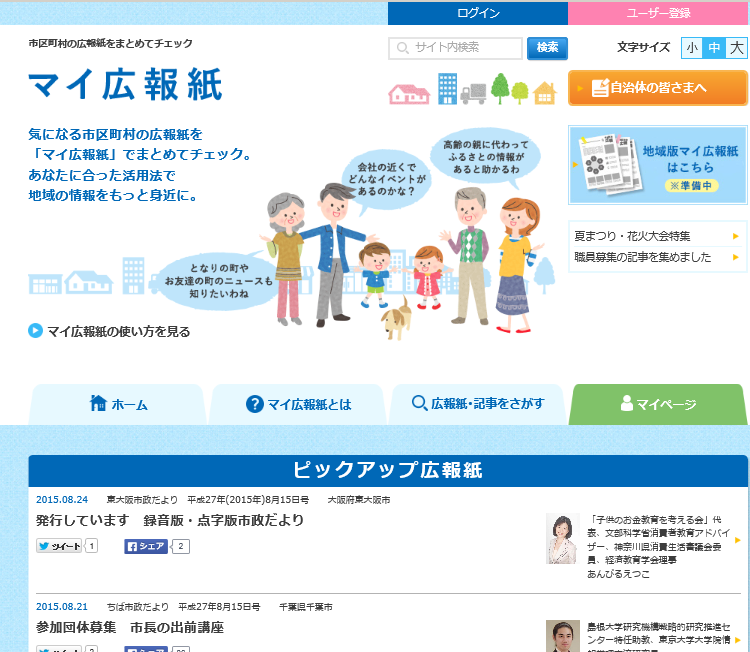 ログイン
ユーザー登録
市区町村の広報紙をまとめてチェック
サイト内検索
検索
文字サイズ 小 中 大
マイ広報紙
自治体の皆さまへ
気になる市区町村の広報紙を
「マイ広報紙」でまとめてチェック。
あなたに合った活用法で
地域の情報をもっと身近に。
会社の近くで
どんなイベントが
あるのかな?
高齢の親に代わって
ふるさとの情報が
あると助かるわ
地域版マイ広報紙
はこちら
※準備中
夏まつり・花火大会特集
職員募集の記事を集めました
となりの町や
お友達の町のニュースも
知りたいわね
マイ広報紙の使い方を見る
ホーム
マイ広報紙とは
広報紙・記事をさがす
マイページ
ピックアップ広報紙
2015.08.24 東大阪市政だより 平成27年(2015年)8月15日号 大阪府東大阪市
発行しています 録音版・点字版市政だより
ツイート 1 シェア 2
「子供のお金教育を考える会」代
表、文部科学省消費者教育アドバイ
ザー、神奈川県消費生活審議会委
員、経済教育学会理事
あんびるえつこ
2015.08.21 ちば市政だより 平成27年8月15日号 千葉県千葉市
参加団体募集 市長の出前講座
島根大学研究機構戦略的研究推進セ
ンター特任助教、東京大学大学院情